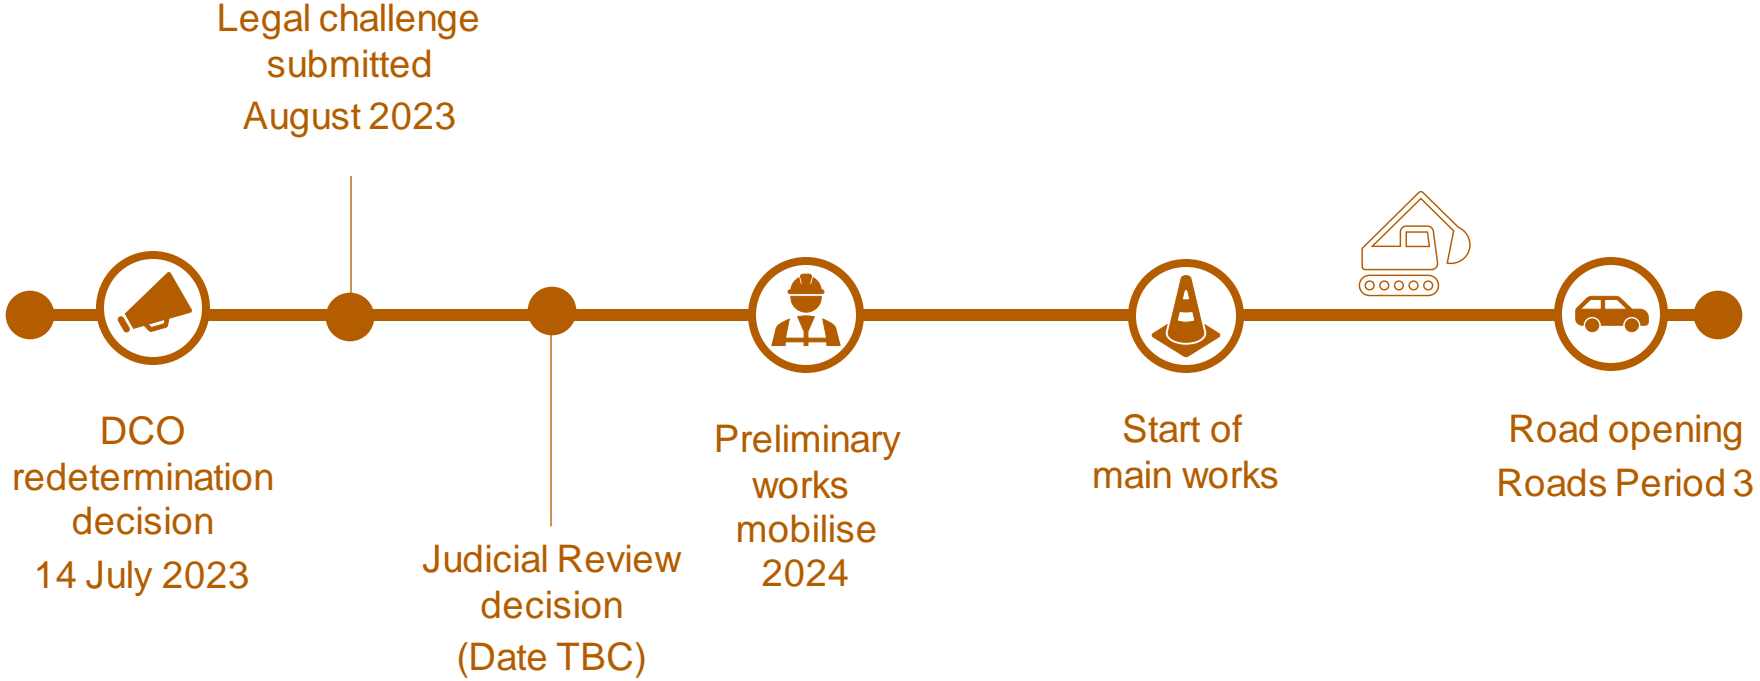 Legal challenge
submitted
August 2023
DCO
redetermination
decision
14 July 2023
Judicial Review
decision
(Date TBC)
Preliminary
works
mobilise
2024
Start of
main works
Road opening
Roads Period 3